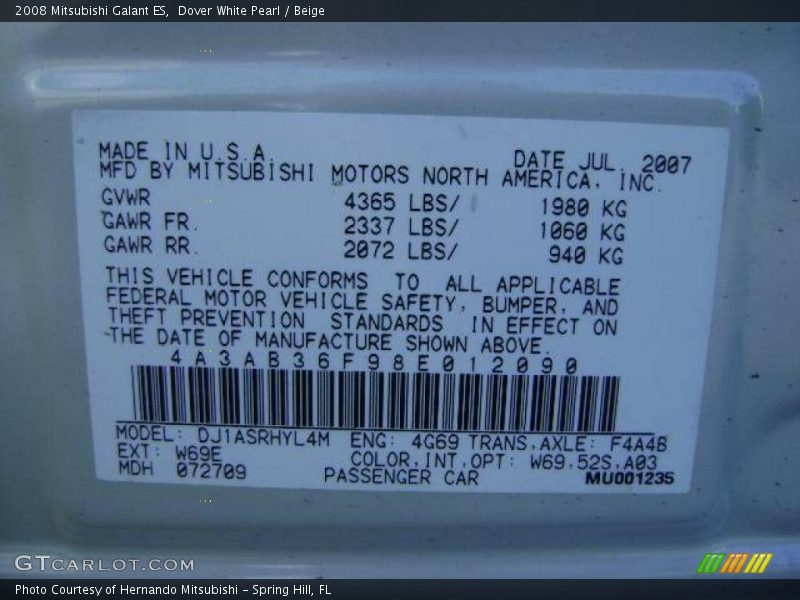 2008 Mitsubishi Galant ES,  Dover White Pearl / Beige
MADE IN U.S.A. DATE JUL, 2007
MFD BY MITSUBISHI MOTORS NORTH AMERICA, INC.
GVWR 4365 LBS/ 1980 KG
GAWR FR. 2337 LBS/ 1060 KG
GAWR RR. 2072 LBS/ 940 KG
THIS VEHICLE CONFORMS TO ALL APPLICABLE
FEDERAL MOTOR VEHICLE SAFETY, BUMPER, AND
THEFT PREVENTION STANDARDS IN EFFECT ON
THE DATE OF MANUFACTURE SHOWN ABOVE.
4A3AB36F98E012090
MODEL: DJ1ASRHYL4M ENG: 4G69 TRANS,AXLE: F4A4B
EXT: W69E COLOR,INT,OPT: W69,52S,A03
MDH 072709 PASSENGER CAR MU001235
GTCARLOT.COM
Photo Courtesy of Hernando Mitsubishi - Spring Hill, FL